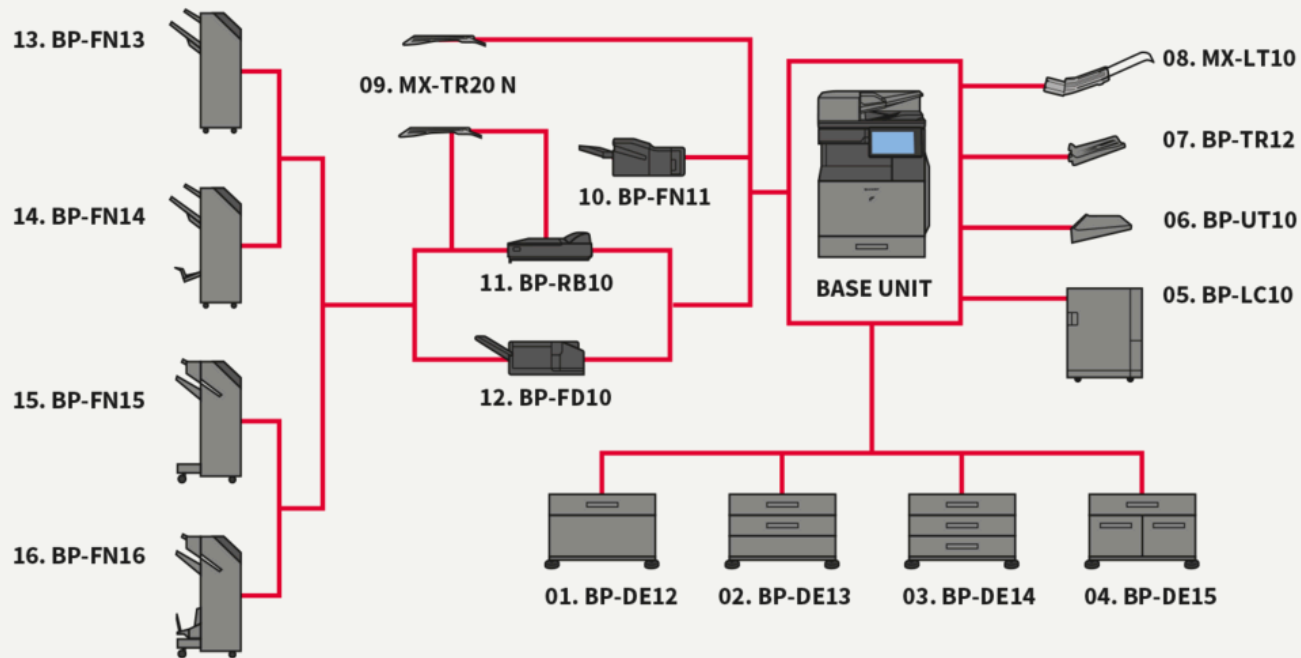 13. BP-FN13
09. MX-TR20 N
08. MX-LT10
07. BP-TR12
14. BP-FN14
10. BP-FN11
06. BP-UT10
11. BP-RB10
BASE UNIT
05. BP-LC10
15. BP-FN15
12. BP-FD10
16. BP-FN16
01. BP-DE12
02. BP-DE13
03. BP-DE14
04. BP-DE15